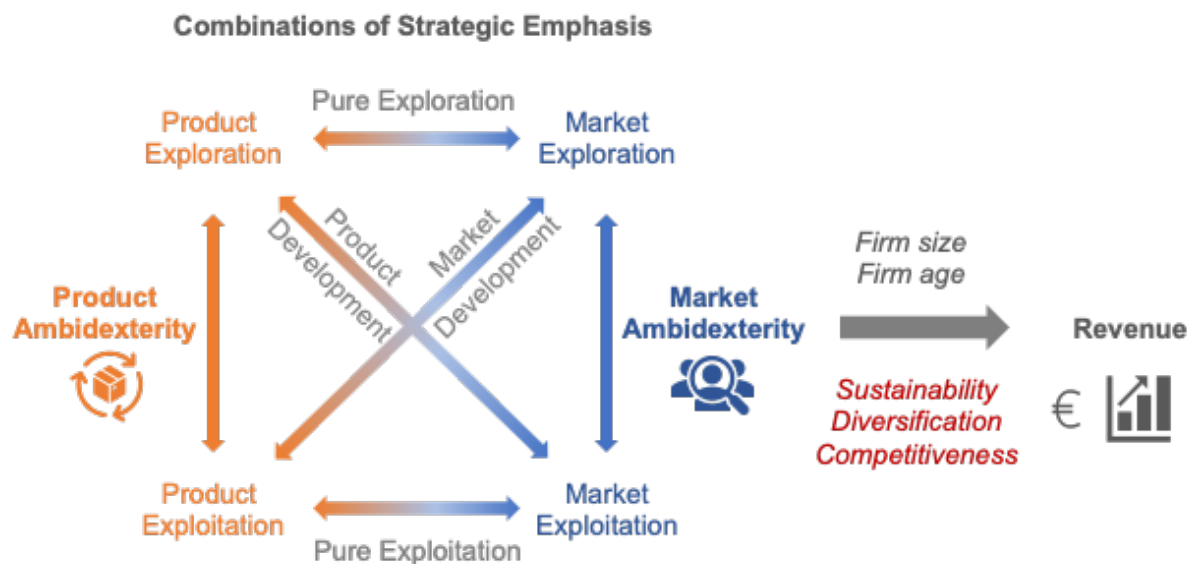 Combinations of Strategic Emphasis
Pure Exploration
Product
Exploration
Market
Exploration
Product
Development
Market
Development
Product
Ambidexterity
Market
Ambidexterity
Firm size
Firm age
Revenue
Sustainability
Diversification
Competitiveness
€
Product
Exploitation
Market
Exploitation
Pure Exploitation